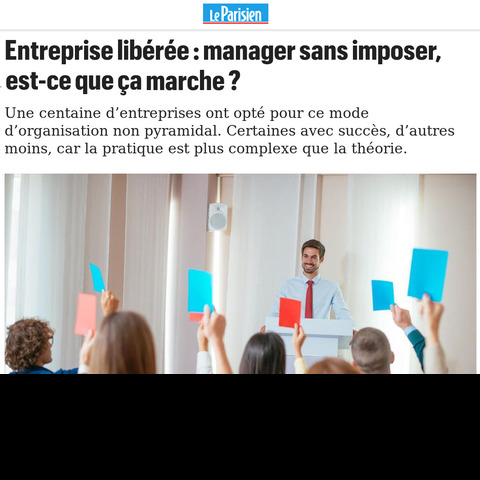 Le Parisien
Entreprise libérée : manager sans imposer,
est-ce que ça marche ?
Une centaine d’entreprises ont opté pour ce mode
d’organisation non pyramidal. Certaines avec succès, d’autres
moins, car la pratique est plus complexe que la théorie.